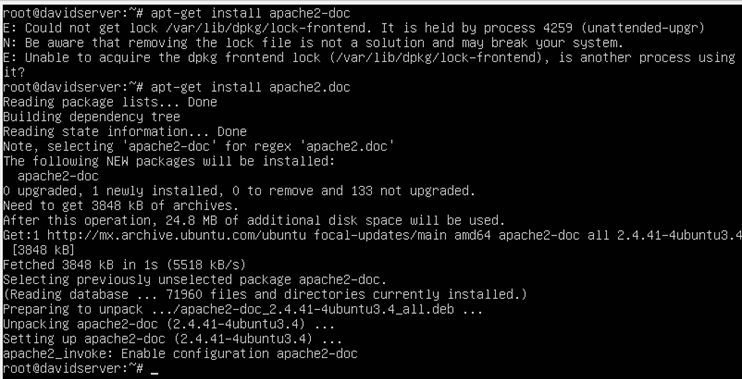 root@davidserver:~# apt-get install apache2-doc
E: Could not get lock /var/lib/dpkg/lock-frontend. It is held by process 4259 (unattended-upgr)
N: Be aware that removing the lock file is not a solution and may break your system.
E: Unable to acquire the dpkg frontend lock (/var/lib/dpkg/lock-frontend), is another process using
it?
root@davidserver:~# apt-get install apache2.doc
Reading package lists... Done
Building dependency tree
Reading state information... Done
Note, selecting 'apache2-doc' for regex 'apache2.doc'
The following NEW packages will be installed:
  apache2-doc
0 upgraded, 1 newly installed, 0 to remove and 133 not upgraded.
Need to get 3848 kB of archives.
After this operation, 24.8 MB of additional disk space will be used.
Get:1 http://mx.archive.ubuntu.com/ubuntu focal-updates/main amd64 apache2-doc all 2.4.41-4ubuntu3.4
 [3848 kB]
Fetched 3848 kB in 1s (5518 kB/s)
Selecting previously unselected package apache2-doc.
(Reading database ... 71960 files and directories currently installed.)
Preparing to unpack .../apache2-doc_2.4.41-4ubuntu3.4_all.deb ...
Unpacking apache2-doc (2.4.41-4ubuntu3.4) ...
Setting up apache2-doc (2.4.41-4ubuntu3.4) ...
apache2_invoke: Enable configuration apache2-doc
root@davidserver:~# _